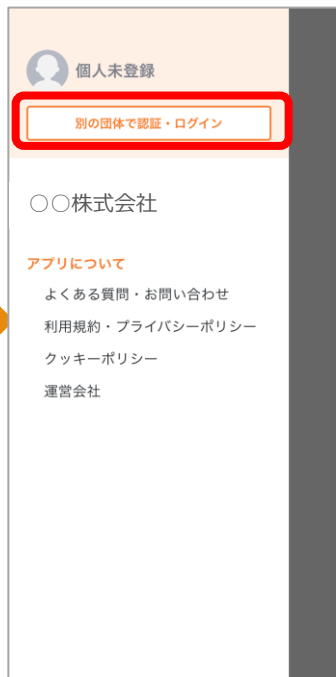 個人未登録
別の団体で認証・ログイン
○○株式会社
アプリについて
よくある質問・お問い合わせ
利用規約・プライバシーポリシー
クッキーポリシー
運営会社